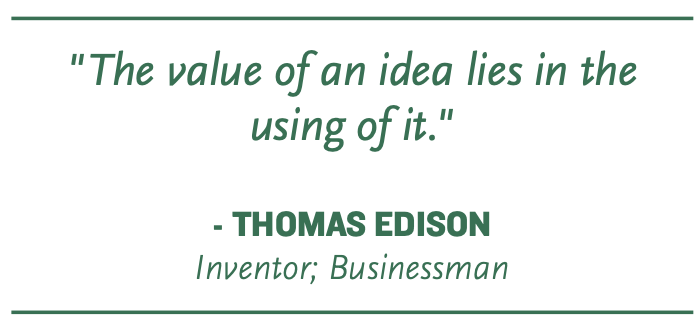 "The value of an idea lies in the
using of it."
- THOMAS EDISON
Inventor; Businessman